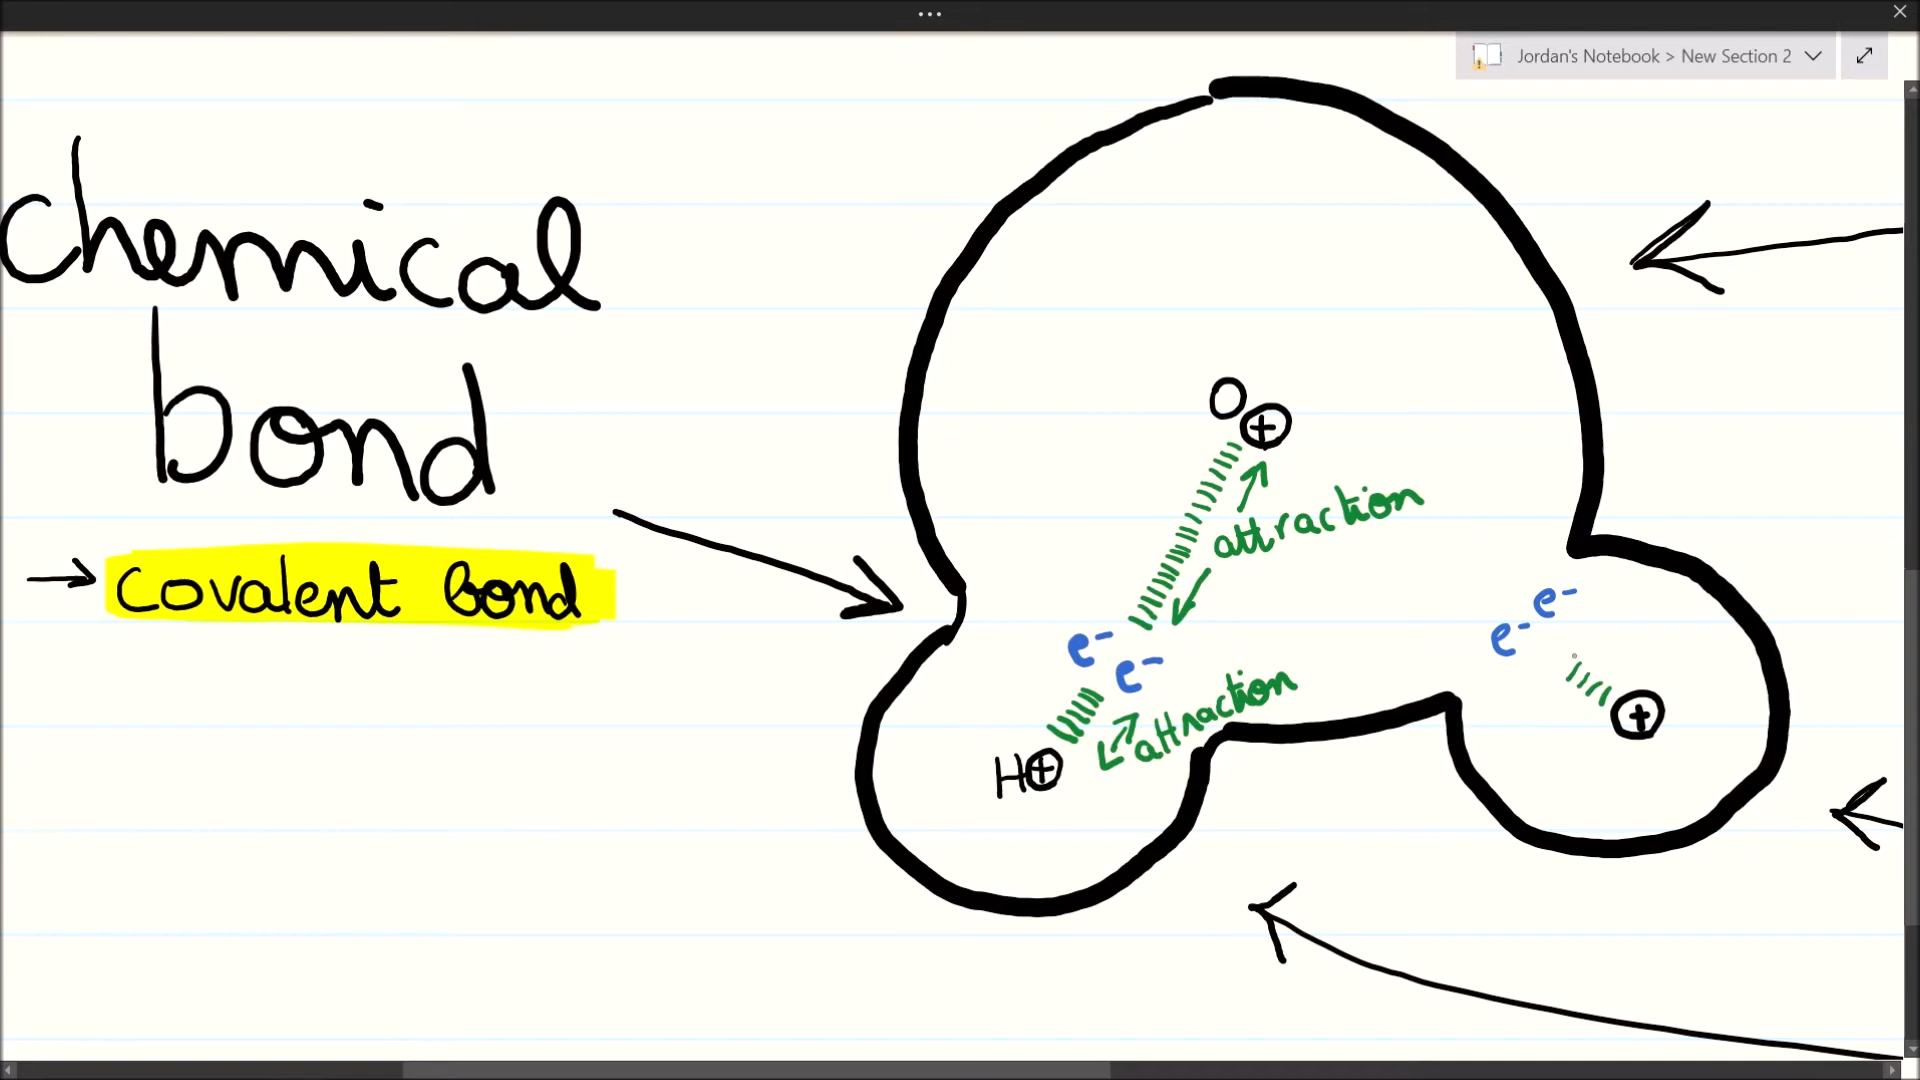 Jordan's Notebook > New Section 2
chemical
bond
→ covalent bond
O ⊕
attraction
e- e-
e- e-
attraction
⊕
H⊕